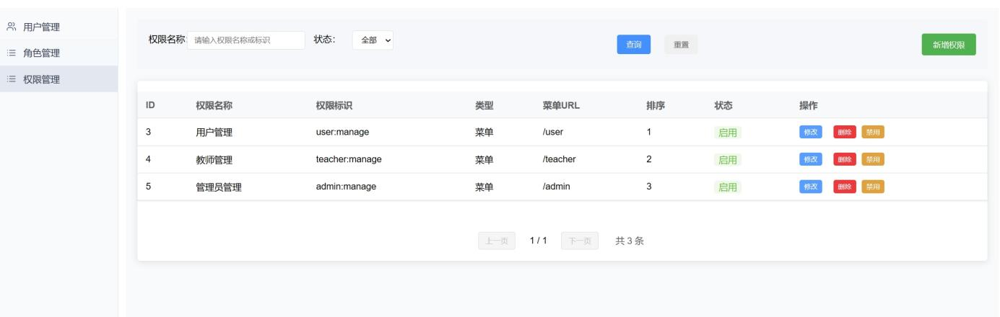 用户管理
角色管理
权限管理
权限名称: 请输入权限名称或标识 状态: 全部 查询 重置 新增权限
ID 权限名称 权限标识 类型 菜单URL 排序 状态 操作
3 用户管理 user:manage 菜单 /user 1 启用 修改 删除 禁用
4 教师管理 teacher:manage 菜单 /teacher 2 启用 修改 删除 禁用
5 管理员管理 admin:manage 菜单 /admin 3 启用 修改 删除 禁用
上一页 1 / 1 下一页 共 3 条